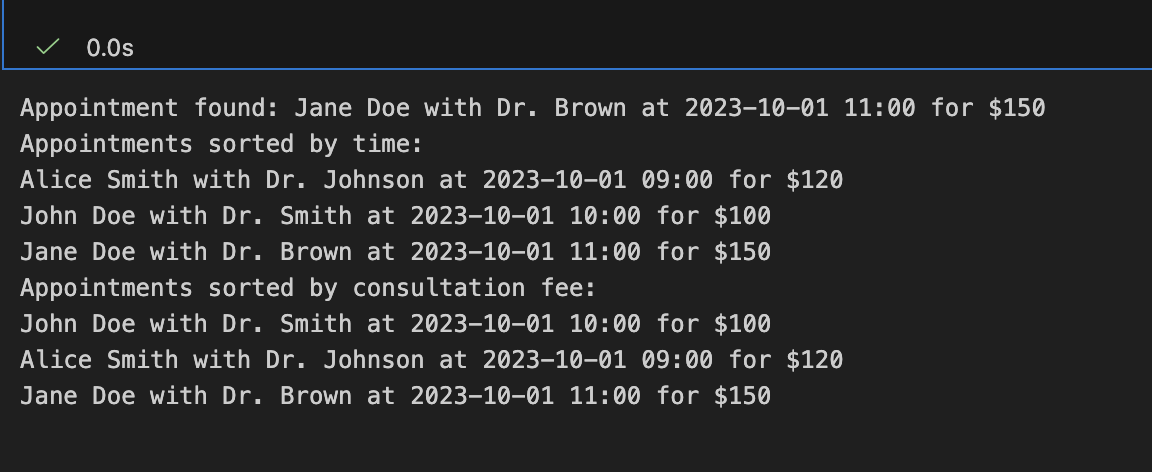 0.0s
Appointment found: Jane Doe with Dr. Brown at 2023-10-01 11:00 for $150
Appointments sorted by time:
Alice Smith with Dr. Johnson at 2023-10-01 09:00 for $120
John Doe with Dr. Smith at 2023-10-01 10:00 for $100
Jane Doe with Dr. Brown at 2023-10-01 11:00 for $150
Appointments sorted by consultation fee:
John Doe with Dr. Smith at 2023-10-01 10:00 for $100
Alice Smith with Dr. Johnson at 2023-10-01 09:00 for $120
Jane Doe with Dr. Brown at 2023-10-01 11:00 for $150